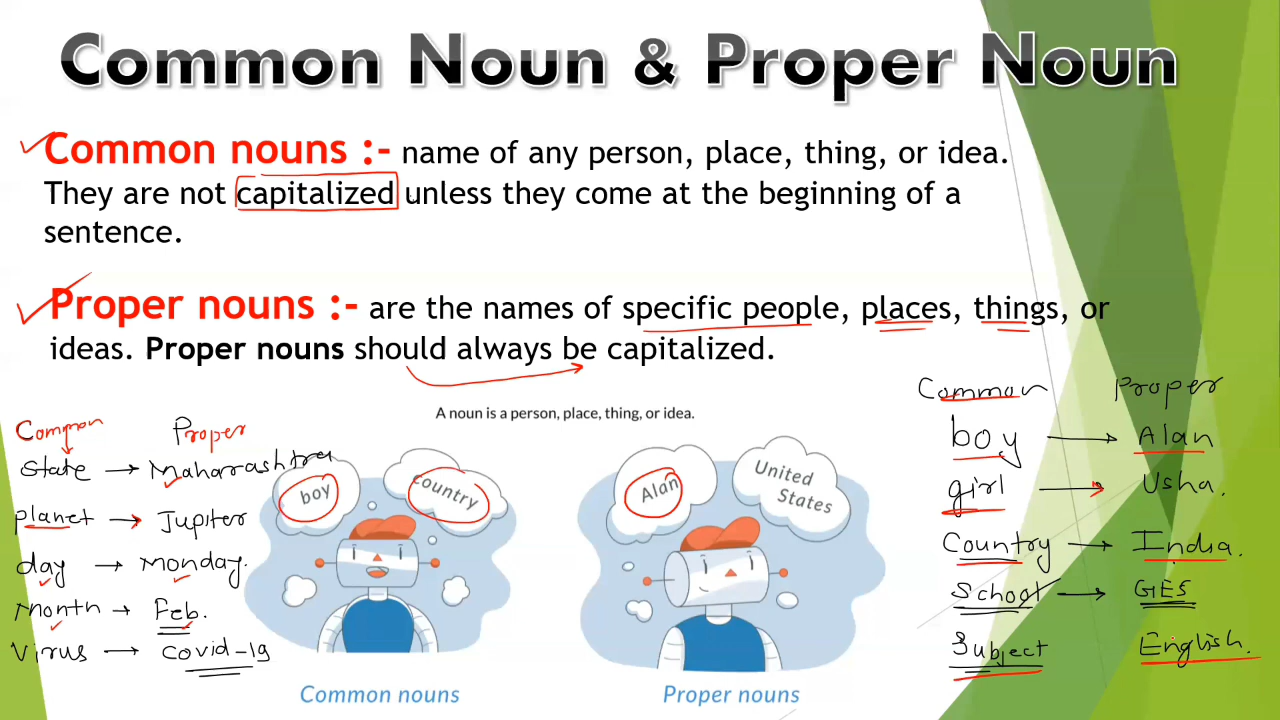 Common Noun & Proper Noun
Common nouns :- name of any person, place, thing, or idea.
They are not capitalized unless they come at the beginning of a
sentence.
Proper nouns :- are the names of specific people, places, things, or
ideas. Proper nouns should always be capitalized.
A noun is a person, place, thing, or idea.
Common Proper
State → Maharashtra
planet → Jupiter
day → Monday.
Month → Feb.
Virus → Covid-19
boy
country
Common nouns
Alan
United
States
Proper nouns
Common Proper
boy → Alan
girl → Usha.
Country → India.
School → GES
Subject English.